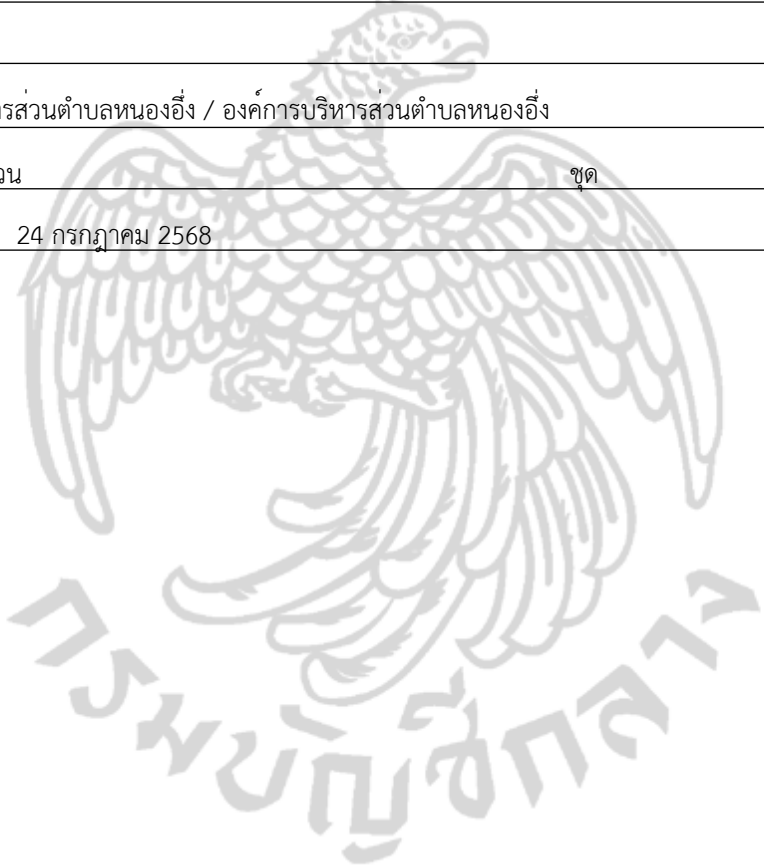 รส่วนตำบลหนองอึ่ง / องค์การบริหารส่วนตำบลหนองอึ่ง
วน ชุด
24 กรกฎาคม 2568
กรมบัญชีกลาง